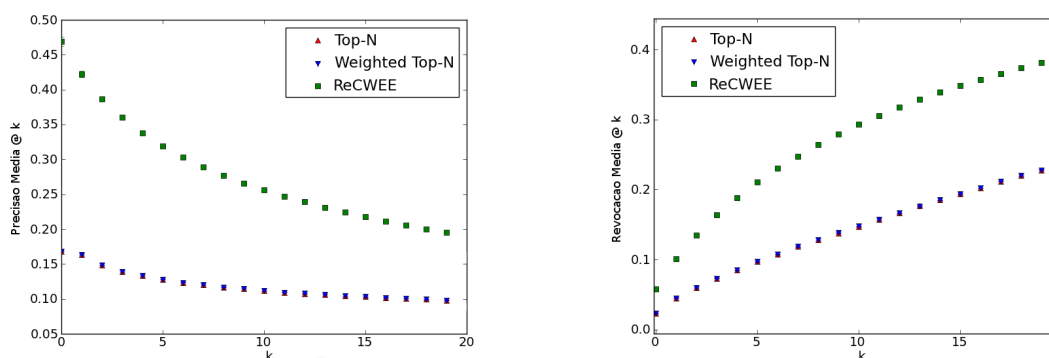 0.50
0.45
0.40
0.35
0.30
0.25
0.20
0.15
0.10
0.05
Precisao Media @ k
Top-N
Weighted Top-N
ReCWEE
0
5
10
15
20
k
0.4
0.3
0.2
0.1
0.0
Revocacao Media @ k
Top-N
Weighted Top-N
ReCWEE
0
5
10
15
k